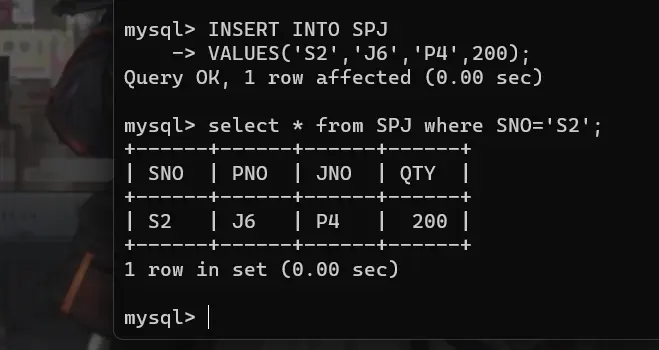 mysql> INSERT INTO SPJ
    -> VALUES('S2','J6','P4',200);
Query OK, 1 row affected (0.00 sec)
mysql> select * from SPJ where SNO='S2';
+------+------+------+------+
| SNO  | PNO  | JNO  | QTY  |
+------+------+------+------+
| S2   | J6   | P4   |  200 |
+------+------+------+------+
1 row in set (0.00 sec)
mysql>